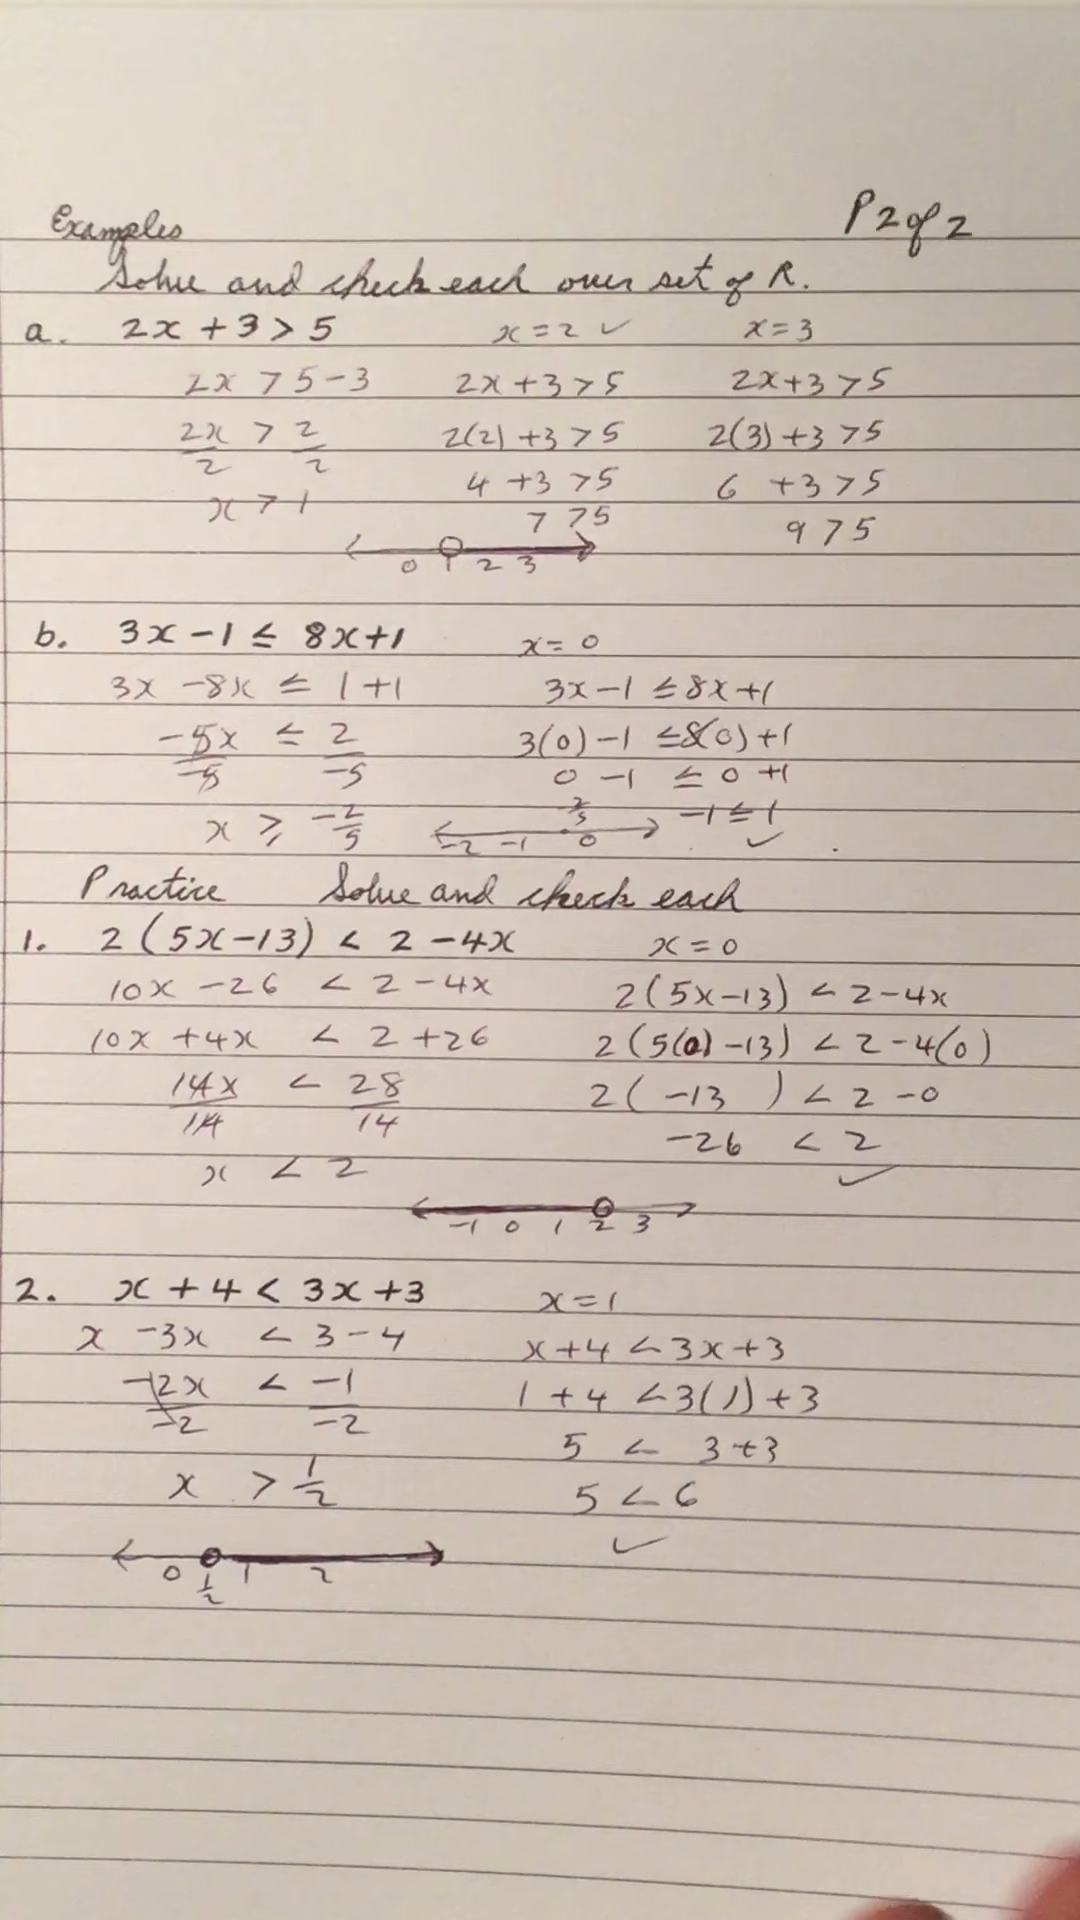 P 2 of 2
Examples
Solve and check each over set of R.
a. 2x + 3 > 5 x = 2 ✓ x = 3
2x > 5 - 3 2x + 3 > 5 2x + 3 > 5
2x/2 > 2/2 2(2) + 3 > 5 2(3) + 3 > 5
x > 1 4 + 3 > 5 6 + 3 > 5
7 > 5 9 > 5
0 1 2 3
b. 3x - 1 ≤ 8x + 1 x = 0
3x - 8x ≤ 1 + 1 3x - 1 ≤ 8x + 1
-5x/-5 ≤ 2/-5 3(0) - 1 ≤ 8(0) + 1
0 - 1 ≤ 0 + 1
x ≥ -2/5 -1 ≤ 1 ✓
-2 -1 -2/5 0
Practice Solve and check each
1. 2(5x - 13) < 2 - 4x x = 0
10x - 26 < 2 - 4x 2(5x - 13) < 2 - 4x
10x + 4x < 2 + 26 2(5(0) - 13) < 2 - 4(0)
14x/14 < 28/14 2( -13 ) < 2 - 0
x < 2 -26 < 2 ✓
-1 0 1 2 3
2. x + 4 < 3x + 3 x = 1
x - 3x < 3 - 4 x + 4 < 3x + 3
-2x/-2 < -1/-2 1 + 4 < 3(1) + 3
5 < 3 + 3
x > 1/2 5 < 6 ✓
0 1/2 1 2